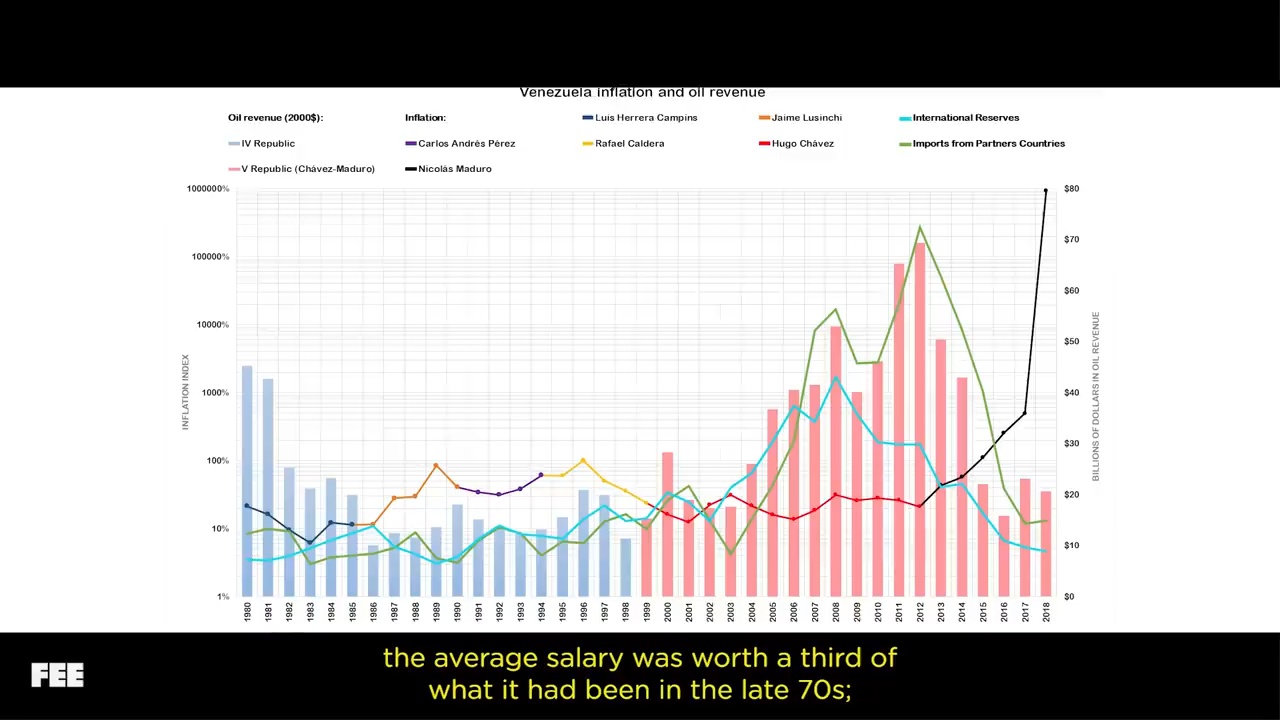 Venezuela inflation and oil revenue
Oil revenue (2000$): Inflation: Luis Herrera Campins Jaime Lusinchi International Reserves
IV Republic Carlos Andrés Pérez Rafael Caldera Hugo Chávez Imports from Partners Countries
V Republic (Chávez-Maduro) Nicolás Maduro
1000000% $80
$70
100000%
$60
10000%
$50
INFLATION INDEX
BILLIONS OF DOLLARS IN OIL REVENUE
1000% $40
$30
100%
$20
10%
$10
1% $0
1980 1981 1982 1983 1984 1985 1986 1987 1988 1989 1990 1991 1992 1993 1994 1995 1996 1997 1998 1999 2000 2001 2002 2003 2004 2005 2006 2007 2008 2009 2010 2011 2012 2013 2014 2015 2016 2017 2018
FEE
the average salary was worth a third of
what it had been in the late 70s;